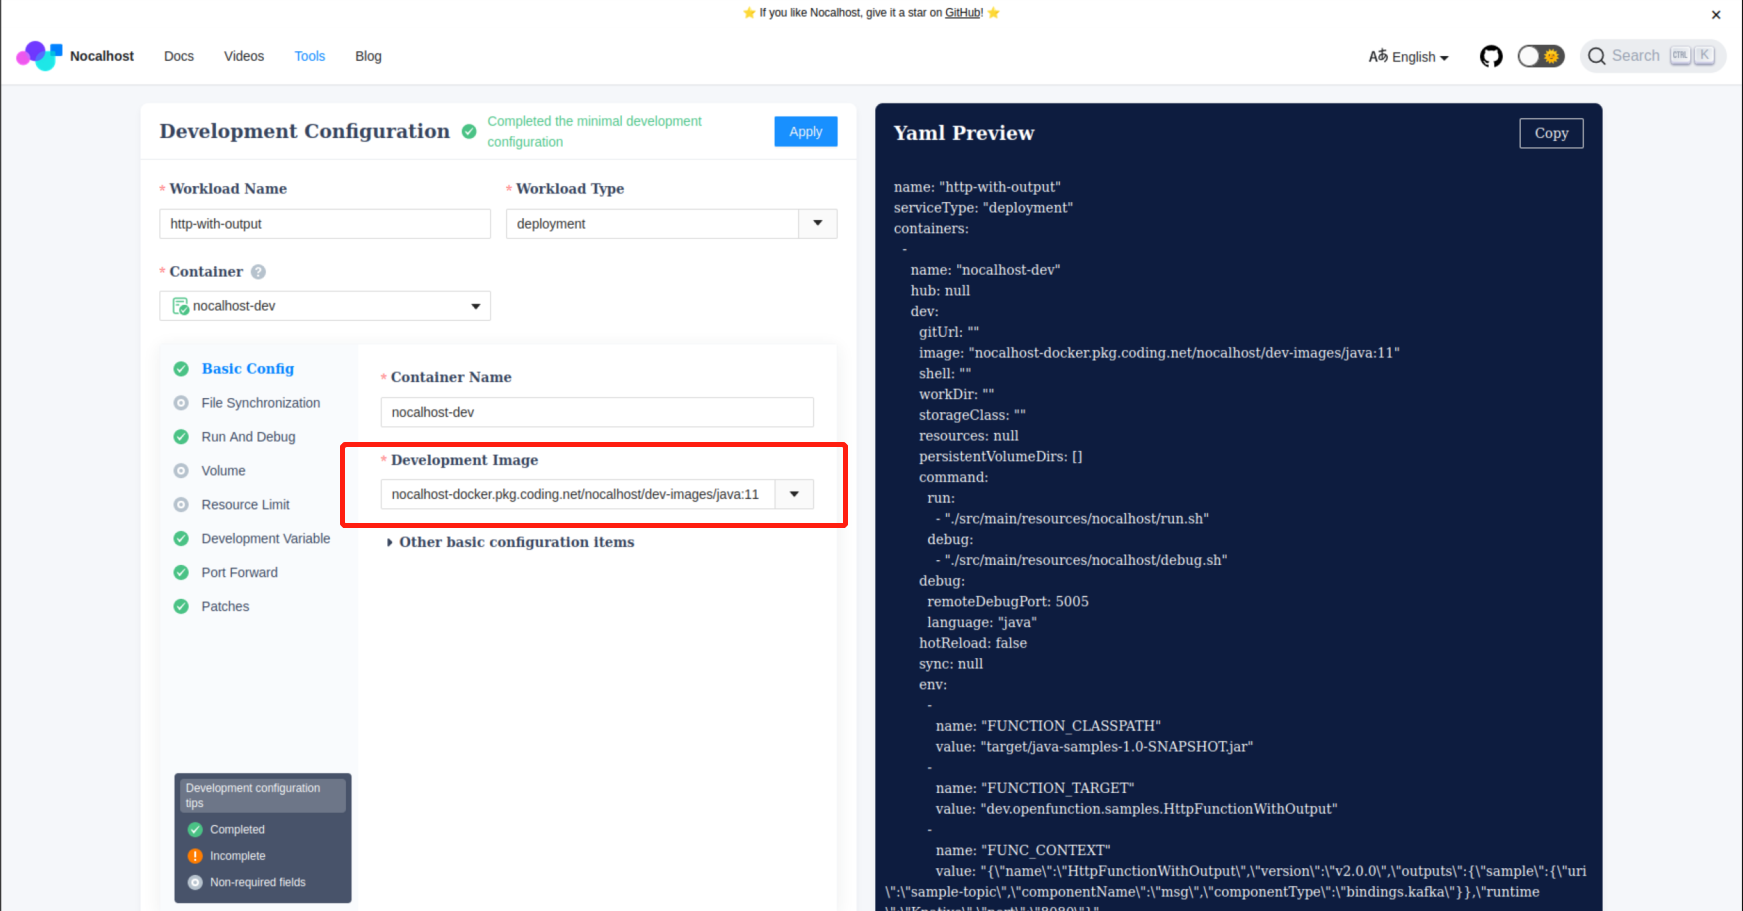 ⭐ If you like Nocalhost, give it a star on GitHub! ⭐
Nocalhost
Docs
Videos
Tools
Blog
English
Search
CTRL
K
Development Configuration
Completed the minimal development
configuration
Apply
* Workload Name
http-with-output
* Workload Type
deployment
* Container
nocalhost-dev
Basic Config
File Synchronization
Run And Debug
Volume
Resource Limit
Development Variable
Port Forward
Patches
* Container Name
nocalhost-dev
* Development Image
nocalhost-docker.pkg.coding.net/nocalhost/dev-images/java:11
Other basic configuration items
Development configuration
tips
Completed
Incomplete
Non-required fields
Yaml Preview
Copy
name: "http-with-output"
serviceType: "deployment"
containers:
-
name: "nocalhost-dev"
hub: null
dev:
gitUrl: ""
image: "nocalhost-docker.pkg.coding.net/nocalhost/dev-images/java:11"
shell: ""
workDir: ""
storageClass: ""
resources: null
persistentVolumeDirs: []
command:
run:
- "./src/main/resources/nocalhost/run.sh"
debug:
- "./src/main/resources/nocalhost/debug.sh"
debug:
remoteDebugPort: 5005
language: "java"
hotReload: false
sync: null
env:
-
name: "FUNCTION_CLASSPATH"
value: "target/java-samples-1.0-SNAPSHOT.jar"
-
name: "FUNCTION_TARGET"
value: "dev.openfunction.samples.HttpFunctionWithOutput"
-
name: "FUNC_CONTEXT"
value: "{\"name\":\"HttpFunctionWithOutput\",\"version\":\"v2.0.0\",\"outputs\":{\"sample\":{\"uri
\":\"sample-topic\",\"componentName\":\"msg\",\"componentType\":\"bindings.kafka\"}},\"runtime